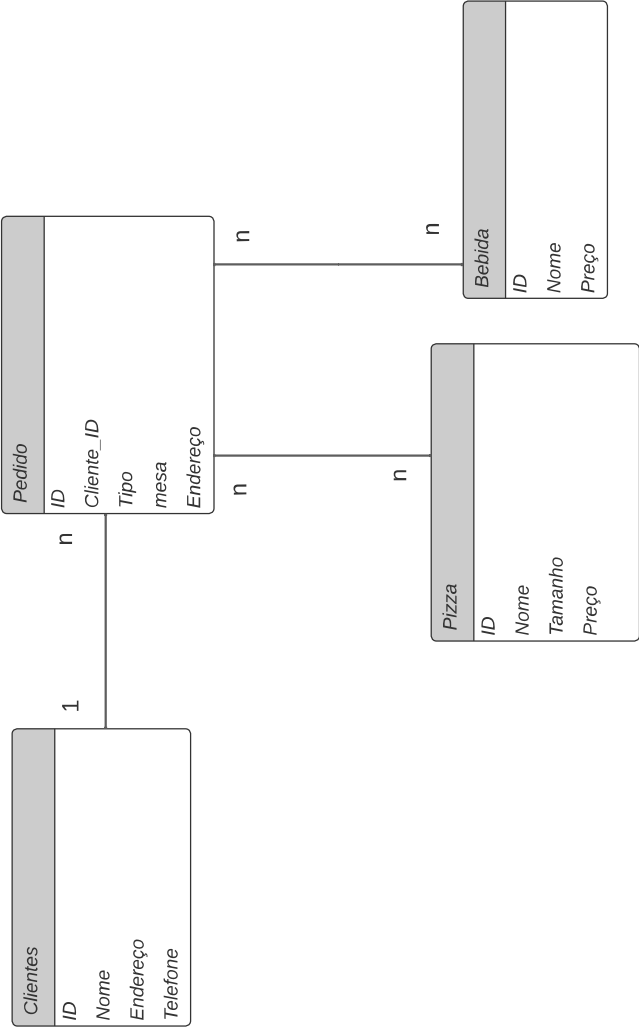 Clientes
ID
Nome
Endereço
Telefone
1
n
Pedido
ID
Cliente_ID
Tipo
mesa
Endereço
n
n
Pizza
ID
Nome
Tamanho
Preço
n
n
Bebida
ID
Nome
Preço